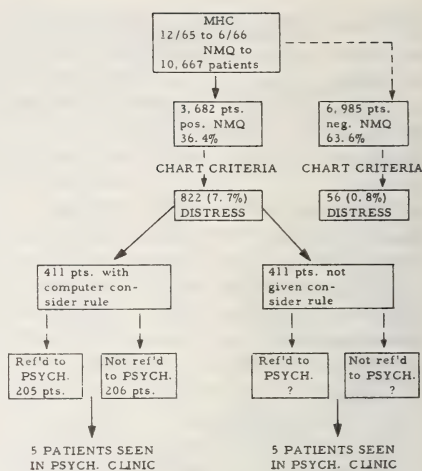 MHC
12/65 to 6/66
NMQ to
10,667 patients
3,682 pts.
pos. NMQ
36.4%
6,985 pts.
neg. NMQ
63.6%
CHART CRITERIA
CHART CRITERIA
822 (7.7%)
DISTRESS
56 (0.8%)
DISTRESS
411 pts. with
computer con-
sider rule
411 pts. not
given con-
sider rule
Ref'd to
PSYCH.
205 pts.
Not ref'd
to PSYCH.
206 pts.
Ref'd to
PSYCH.
?
Not ref'd
to PSYCH.
?
5 PATIENTS SEEN
IN PSYCH. CLINIC
5 PATIENTS SEEN
IN PSYCH. CLINIC